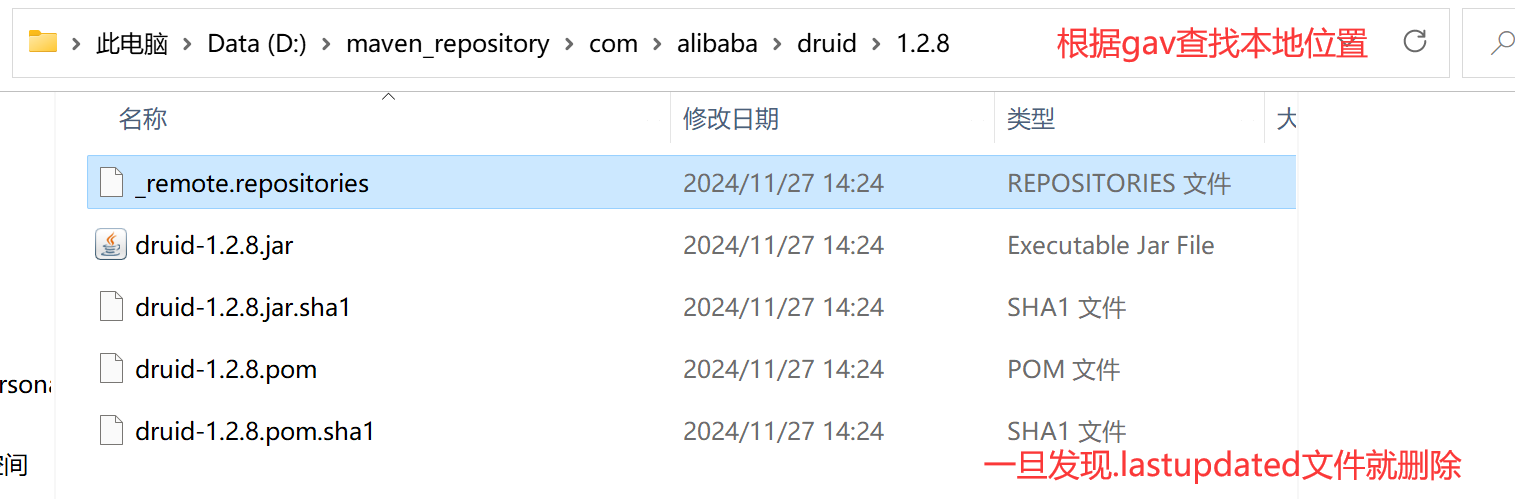 此电脑 > Data (D:) > maven_repository > com > alibaba > druid > 1.2.8 根据gav查找本地位置
名称 修改日期 类型 大
_remote.repositories 2024/11/27 14:24 REPOSITORIES 文件
druid-1.2.8.jar 2024/11/27 14:24 Executable Jar File
druid-1.2.8.jar.sha1 2024/11/27 14:24 SHA1 文件
druid-1.2.8.pom 2024/11/27 14:24 POM 文件
rsona
druid-1.2.8.pom.sha1 2024/11/27 14:24 SHA1 文件
空间 一旦发现.lastupdated文件就删除